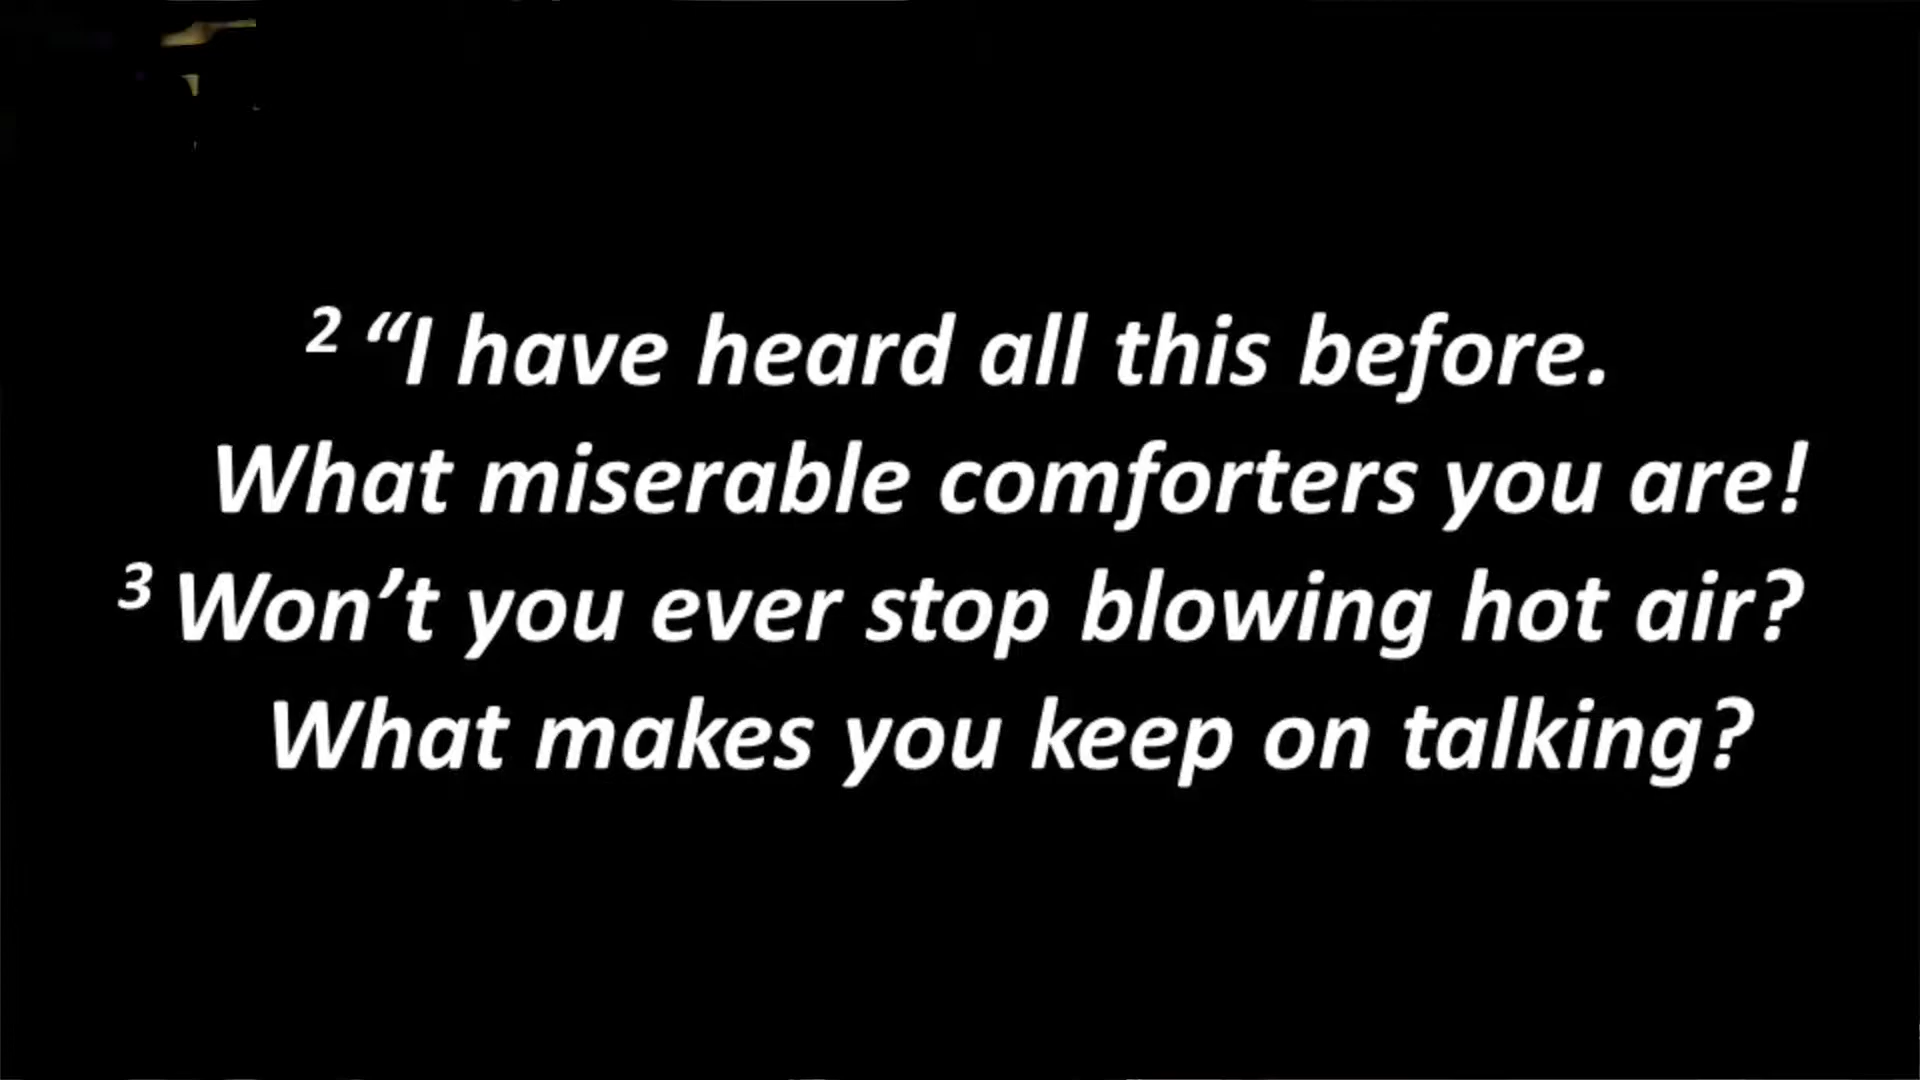 2 “I have heard all this before.
What miserable comforters you are!
3 Won’t you ever stop blowing hot air?
What makes you keep on talking?